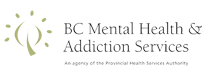 BC Mental Health &
Addiction Services
An agency of the Provincial Health Services Authority